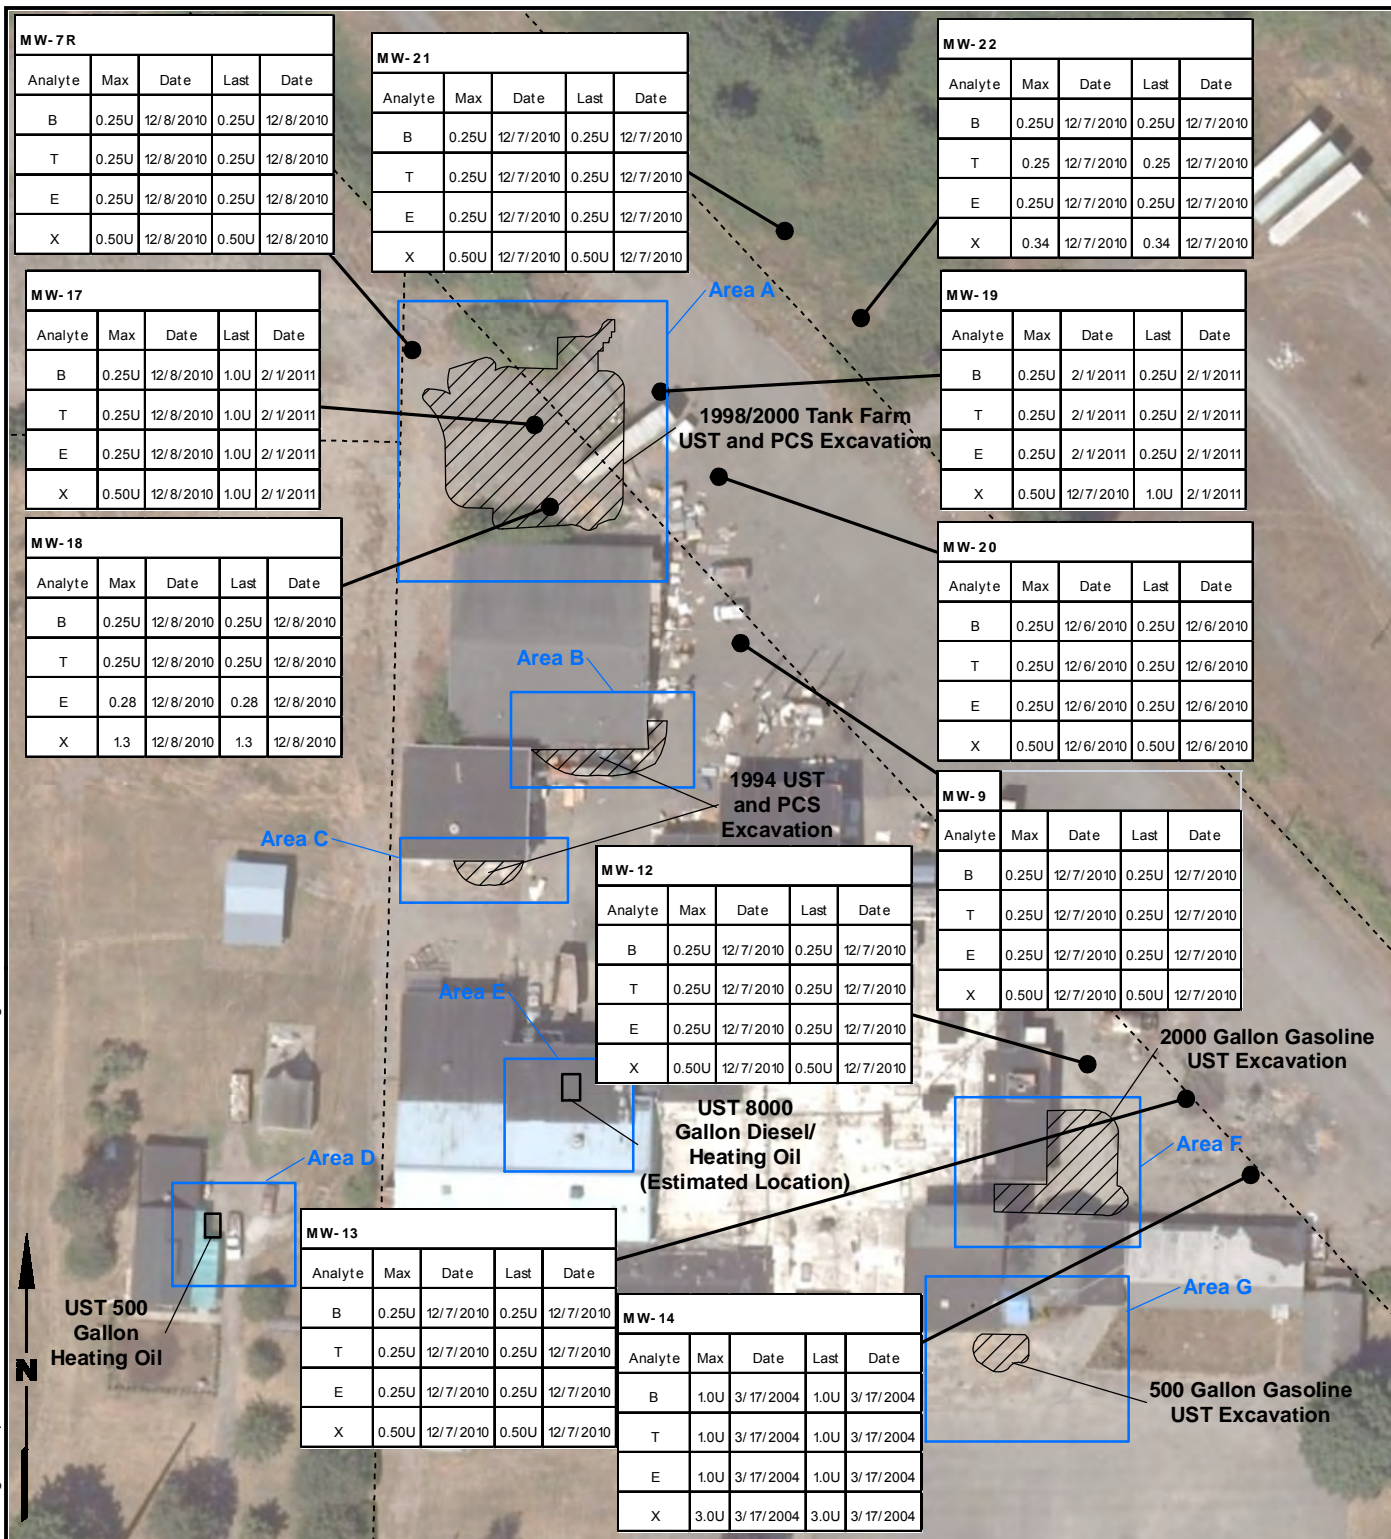 MW-7R
Analyte Max Date Last Date
B 0.25U 12/8/2010 0.25U 12/8/2010
T 0.25U 12/8/2010 0.25U 12/8/2010
E 0.25U 12/8/2010 0.25U 12/8/2010
X 0.50U 12/8/2010 0.50U 12/8/2010
MW-21
Analyte Max Date Last Date
B 0.25U 12/7/2010 0.25U 12/7/2010
T 0.25U 12/7/2010 0.25U 12/7/2010
E 0.25U 12/7/2010 0.25U 12/7/2010
X 0.50U 12/7/2010 0.50U 12/7/2010
MW-22
Analyte Max Date Last Date
B 0.25U 12/7/2010 0.25U 12/7/2010
T 0.25 12/7/2010 0.25 12/7/2010
E 0.25U 12/7/2010 0.25U 12/7/2010
X 0.34 12/7/2010 0.34 12/7/2010
MW-17
Analyte Max Date Last Date
B 0.25U 12/8/2010 1.0U 2/1/2011
T 0.25U 12/8/2010 1.0U 2/1/2011
E 0.25U 12/8/2010 1.0U 2/1/2011
X 0.50U 12/8/2010 1.0U 2/1/2011
Area A
MW-19
Analyte Max Date Last Date
B 0.25U 2/1/2011 0.25U 2/1/2011
T 0.25U 2/1/2011 0.25U 2/1/2011
E 0.25U 2/1/2011 0.25U 2/1/2011
X 0.50U 12/7/2010 1.0U 2/1/2011
1998/2000 Tank Farm
UST and PCS Excavation
MW-18
Analyte Max Date Last Date
B 0.25U 12/8/2010 0.25U 12/8/2010
T 0.25U 12/8/2010 0.25U 12/8/2010
E 0.28 12/8/2010 0.28 12/8/2010
X 1.3 12/8/2010 1.3 12/8/2010
MW-20
Analyte Max Date Last Date
B 0.25U 12/6/2010 0.25U 12/6/2010
T 0.25U 12/6/2010 0.25U 12/6/2010
E 0.25U 12/6/2010 0.25U 12/6/2010
X 0.50U 12/6/2010 0.50U 12/6/2010
Area B
1994 UST
and PCS
Excavation
Area C
MW-9
Analyte Max Date Last Date
B 0.25U 12/7/2010 0.25U 12/7/2010
T 0.25U 12/7/2010 0.25U 12/7/2010
E 0.25U 12/7/2010 0.25U 12/7/2010
X 0.50U 12/7/2010 0.50U 12/7/2010
MW-12
Analyte Max Date Last Date
B 0.25U 12/7/2010 0.25U 12/7/2010
T 0.25U 12/7/2010 0.25U 12/7/2010
E 0.25U 12/7/2010 0.25U 12/7/2010
X 0.50U 12/7/2010 0.50U 12/7/2010
Area E
2000 Gallon Gasoline
UST Excavation
UST 8000
Gallon Diesel/
Heating Oil
(Estimated Location)
Area F
Area D
UST 500
Gallon
Heating Oil
N
MW-13
Analyte Max Date Last Date
B 0.25U 12/7/2010 0.25U 12/7/2010
T 0.25U 12/7/2010 0.25U 12/7/2010
E 0.25U 12/7/2010 0.25U 12/7/2010
X 0.50U 12/7/2010 0.50U 12/7/2010
MW-14
Analyte Max Date Last Date
B 1.0U 3/17/2004 1.0U 3/17/2004
T 1.0U 3/17/2004 1.0U 3/17/2004
E 1.0U 3/17/2004 1.0U 3/17/2004
X 3.0U 3/17/2004 3.0U 3/17/2004
Area G
500 Gallon Gasoline
UST Excavation